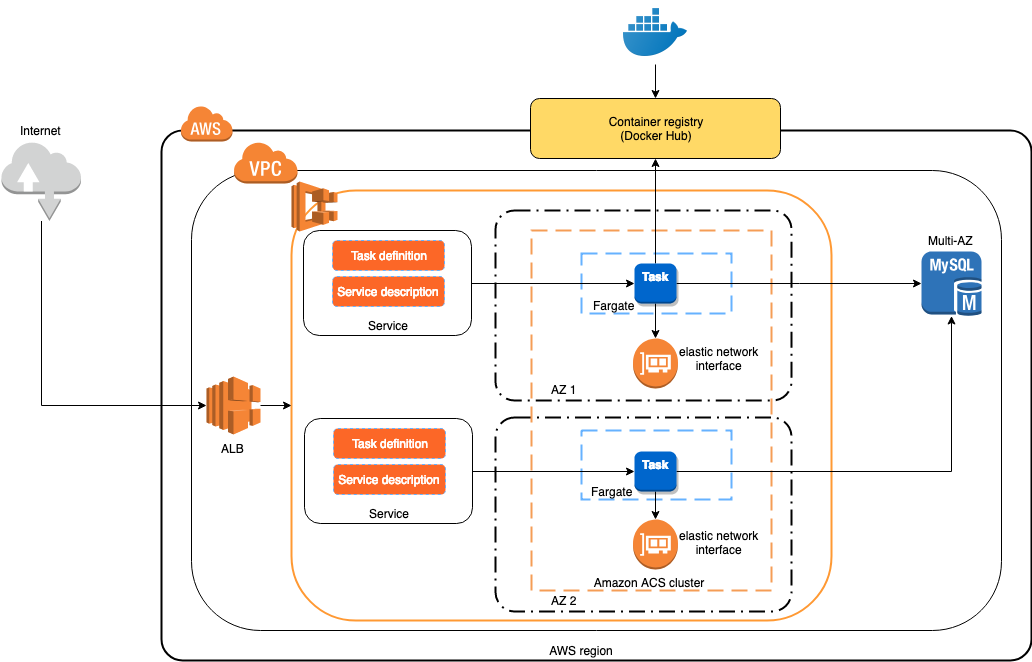 Internet
AWS
Container registry
(Docker Hub)
VPC
Task definition
Service description
Service
Task
Fargate
elastic network
interface
AZ 1
Multi-AZ
MySQL
M
ALB
Task definition
Service description
Service
Task
Fargate
elastic network
interface
Amazon ACS cluster
AZ 2
AWS region